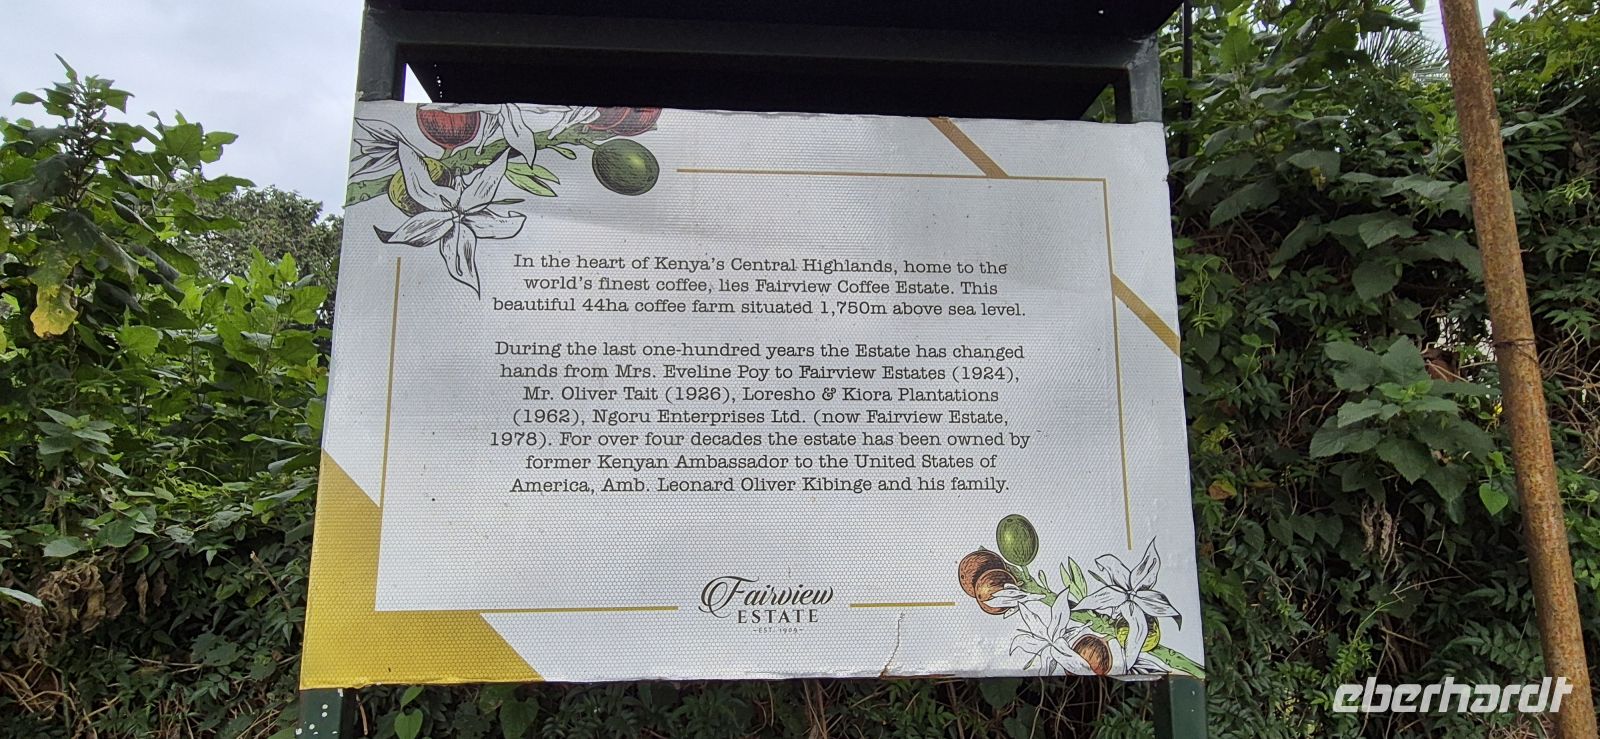 In the heart of Kenya's Central Highlands, home to the
world's finest coffee, lies Fairview Coffee Estate. This
beautiful 44ha coffee farm situated 1,750m above sea level.
During the last one-hundred years the Estate has changed
hands from Mrs. Eveline Poy to Fairview Estates (1924),
Mr. Oliver Tait (1926), Loresho & Kiora Plantations
(1962), Ngoru Enterprises Ltd. (now Fairview Estate,
1978). For over four decades the estate has been owned by
former Kenyan Ambassador to the United States of
America, Amb. Leonard Oliver Kibinge and his family.
Fairview
ESTATE
-EST. 1909-
eberhardt